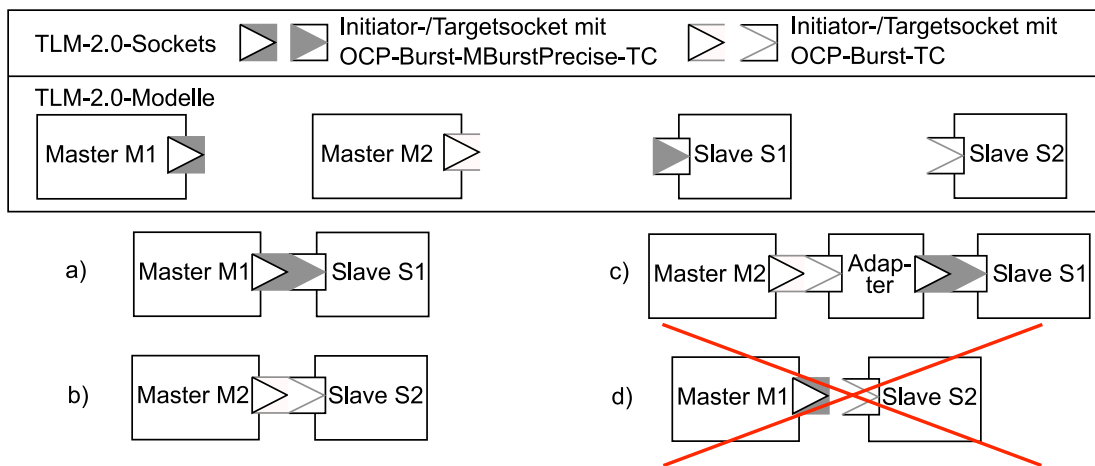 TLM-2.0-Sockets
Initiator-/Targetsocket mit
OCP-Burst-MBurstPrecise-TC
Initiator-/Targetsocket mit
OCP-Burst-TC
TLM-2.0-Modelle
Master M1
Master M2
Slave S1
Slave S2
a)
Master M1
Slave S1
c)
Master M2
Adap-
ter
Slave S1
b)
Master M2
Slave S2
d)
Master M1
Slave S2